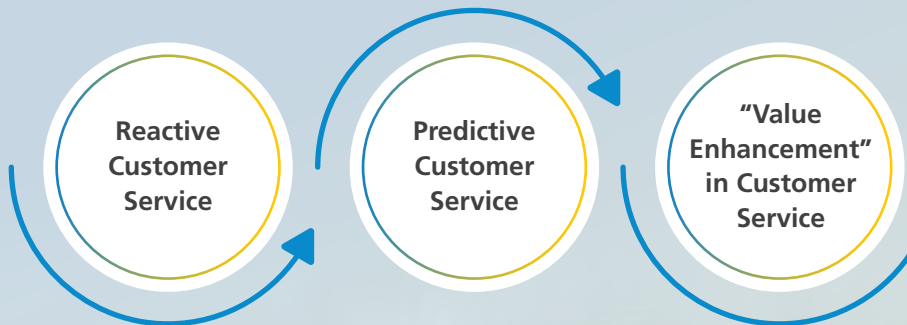 Reactive
Customer
Service
Predictive
Customer
Service
“Value
Enhancement”
in Customer
Service